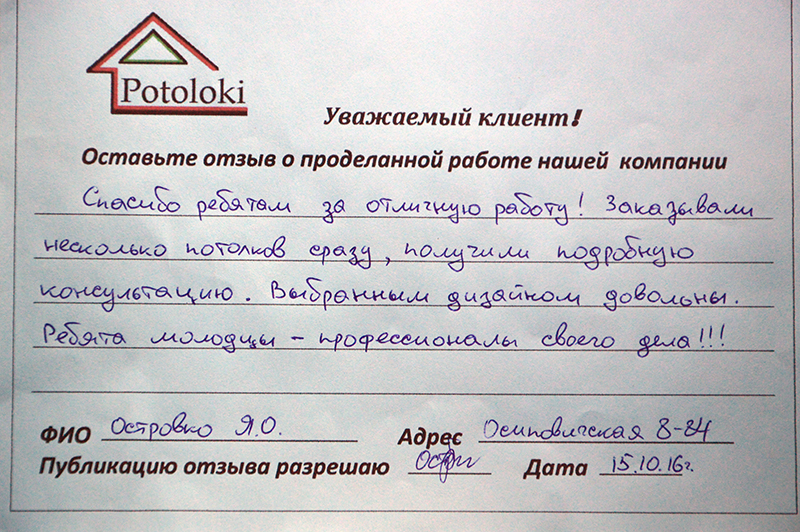 Potoloki
Уважаемый клиент!
Оставьте отзыв о проделанной работе нашей компании
Спасибо ребятам за отличную работу! Заказывали
несколько потолков сразу, получили подробную
консультацию. Выбранным дизайном довольны.
Ребята молодцы - профессионалы своего дела!!!
ФИО Островко Я.О. Адрес Осиповичская 8-84
Публикацию отзыва разрешаю Дата 15.10.16г.